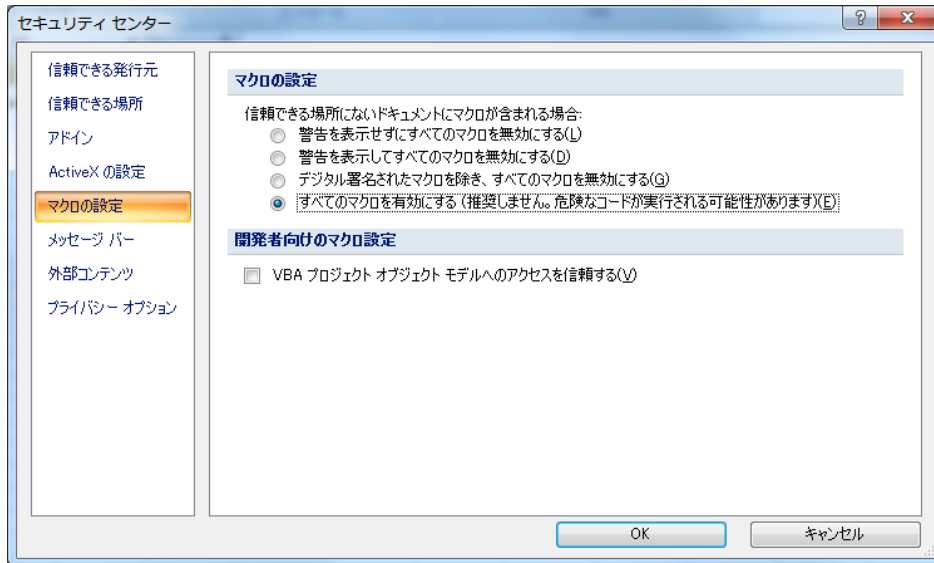 セキュリティ センター
信頼できる発行元
信頼できる場所
アドイン
ActiveX の設定
マクロの設定
メッセージ バー
外部コンテンツ
プライバシー オプション
マクロの設定
信頼できる場所にないドキュメントにマクロが含まれる場合:
警告を表示せずにすべてのマクロを無効にする(L)
警告を表示してすべてのマクロを無効にする(D)
デジタル署名されたマクロを除き、すべてのマクロを無効にする(G)
すべてのマクロを有効にする (推奨しません。危険なコードが実行される可能性があります)(E)
開発者向けのマクロ設定
VBA プロジェクト オブジェクト モデルへのアクセスを信頼する(V)
OK
キャンセル